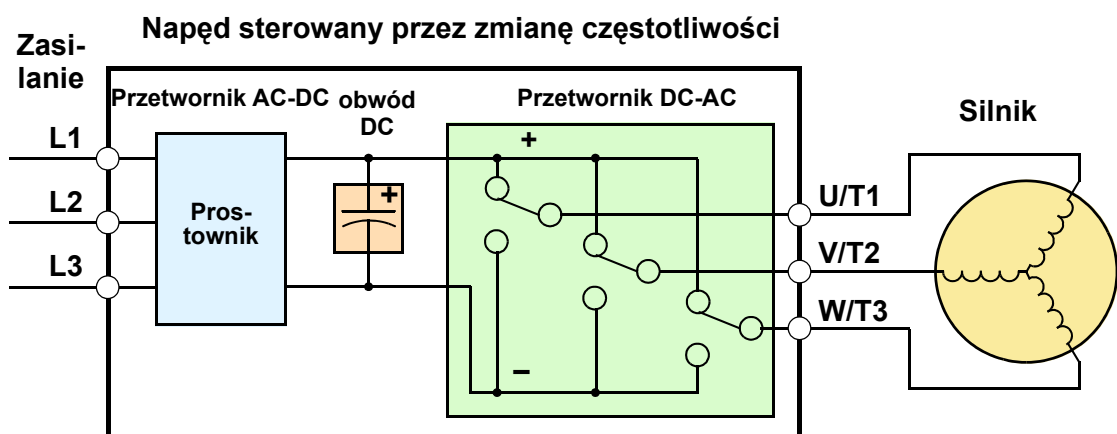 Napęd sterowany przez zmianę częstotliwości
Zasi-
lanie
Przetwornik AC-DC
obwód
DC
Przetwornik DC-AC
Silnik
L1
L2
L3
Pros-
townik
+
+
–
U/T1
V/T2
W/T3